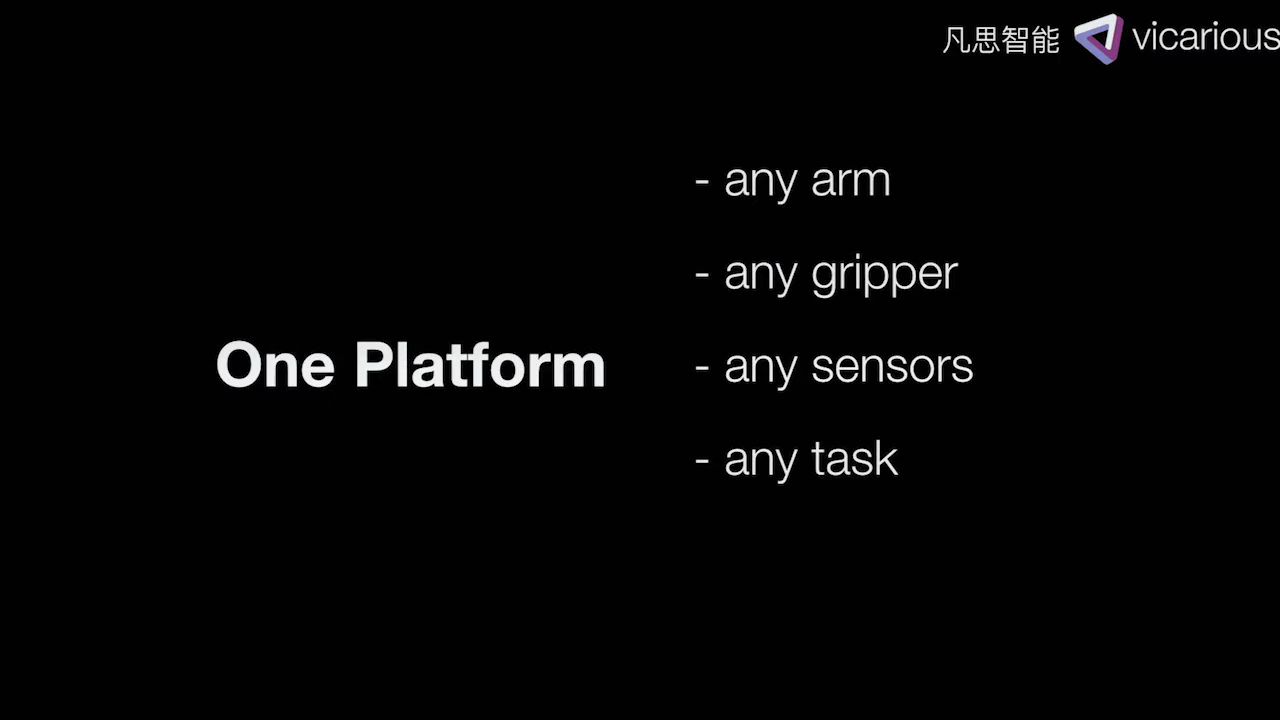 凡思智能 vicarious
- any arm
- any gripper
One Platform
- any sensors
- any task